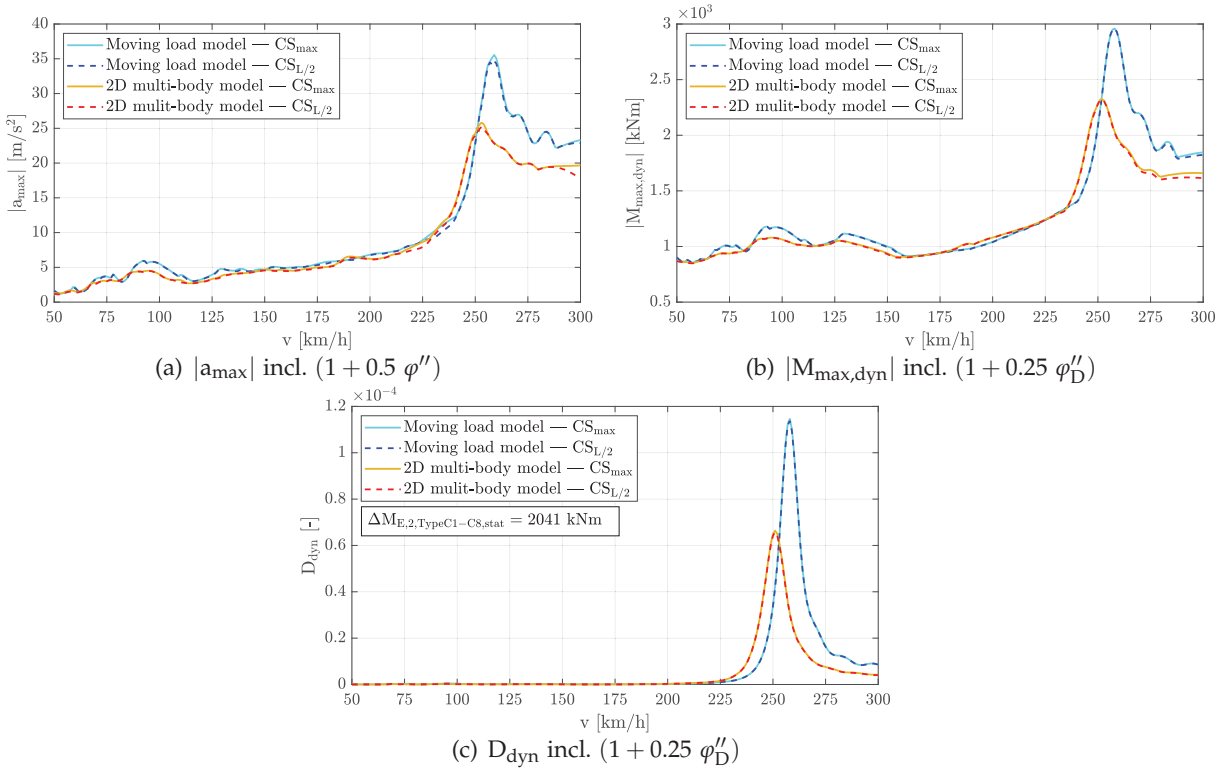 40
35
30
25
20
15
10
5
0
|a_max| [m/s²]
Moving load model — CS_max
Moving load model — CS_L/2
2D multi-body model — CS_max
2D mulit-body model — CS_L/2
50 75 100 125 150 175 200 225 250 275 300
v [km/h]
(a) |a_max| incl. (1 + 0.5 φ″)
×10³
3
2.5
2
1.5
1
0.5
|M_max,dyn| [kNm]
Moving load model — CS_max
Moving load model — CS_L/2
2D multi-body model — CS_max
2D mulit-body model — CS_L/2
50 75 100 125 150 175 200 225 250 275 300
v [km/h]
(b) |M_max,dyn| incl. (1 + 0.25 φ″_D)
×10⁻⁴
1.2
1
0.8
0.6
0.4
0.2
0
D_dyn [-]
Moving load model — CS_max
Moving load model — CS_L/2
2D multi-body model — CS_max
2D mulit-body model — CS_L/2
ΔM_E,2,TypeC1−C8,stat = 2041 kNm
50 75 100 125 150 175 200 225 250 275 300
v [km/h]
(c) D_dyn incl. (1 + 0.25 φ″_D)